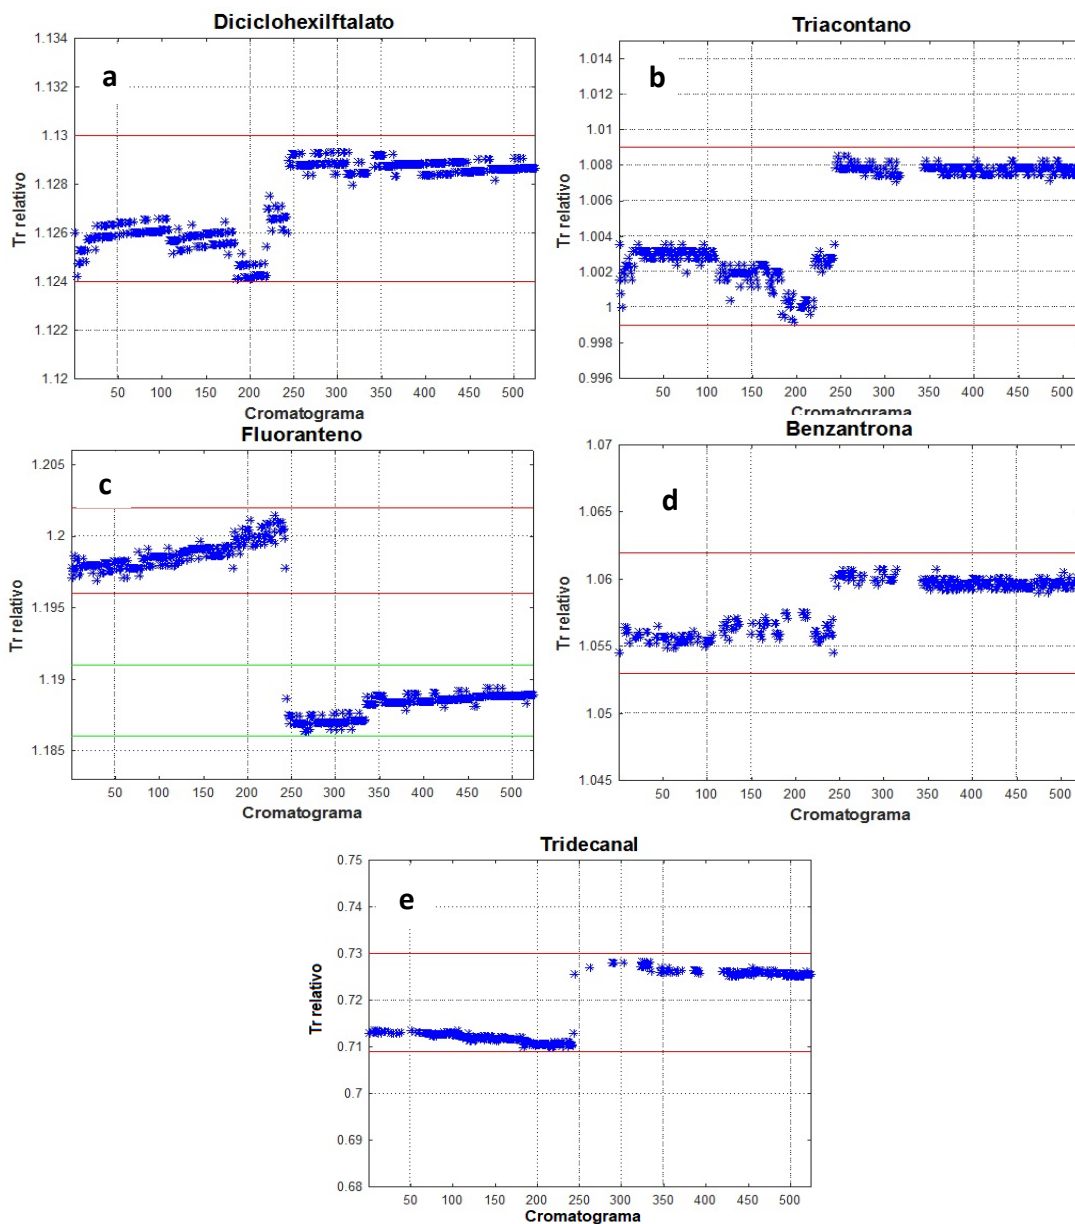 Diciclohexilftalato
a
1.134
1.132
1.13
1.128
1.126
1.124
1.122
1.12
Tr relativo
50 100 150 200 250 300 350 400 450 500
Cromatograma
Triacontano
b
1.014
1.012
1.01
1.008
1.006
1.004
1.002
1
0.998
0.996
Tr relativo
50 100 150 200 250 300 350 400 450 500
Cromatograma
Fluoranteno
c
1.205
1.2
1.195
1.19
1.185
Tr relativo
50 100 150 200 250 300 350 400 450 500
Cromatograma
Benzantrona
d
1.07
1.065
1.06
1.055
1.05
1.045
Tr relativo
50 100 150 200 250 300 350 400 450 500
Cromatograma
Tridecanal
e
0.75
0.74
0.73
0.72
0.71
0.7
0.69
0.68
Tr relativo
50 100 150 200 250 300 350 400 450 500
Cromatograma